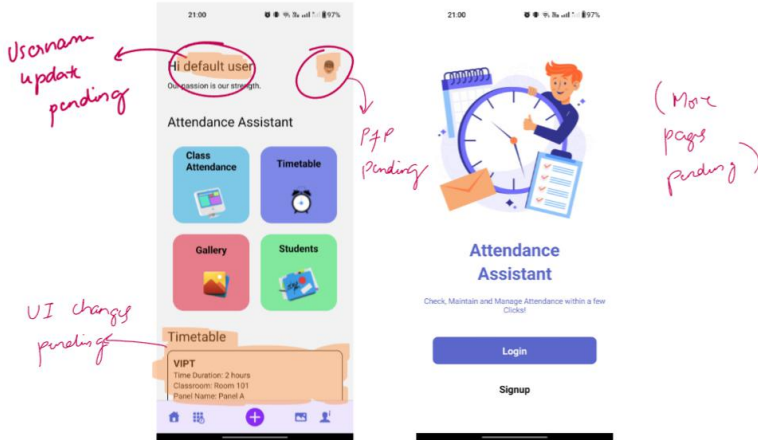 Username
update
pending
21:00
97%
Hi default user
Our passion is our strength.
PfP
pending
Attendance Assistant
Class
Attendance
Timetable
Gallery
Students
UI changes
pending
Timetable
VIPT
Time Duration: 2 hours
Classroom: Room 101
Panel Name: Panel A
21:00
97%
Attendance
Assistant
Check, Maintain and Manage Attendance within a few
Clicks!
Login
Signup
(More
pages
pending)